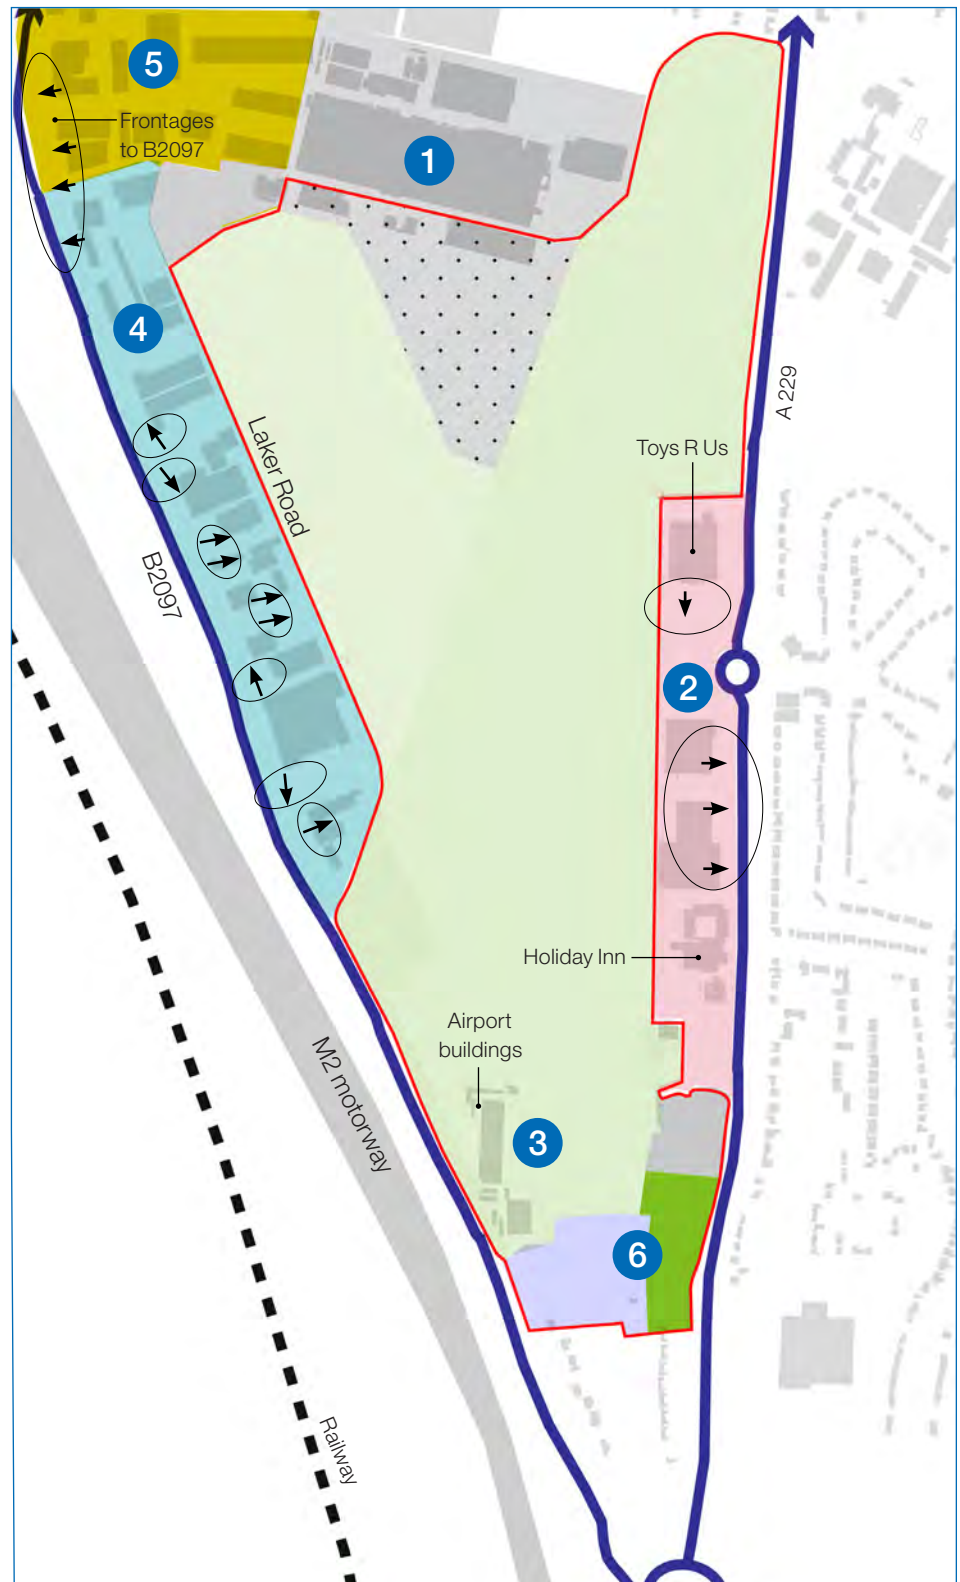 5
Frontages
to B2097
1
4
A 229
Toys R Us
Laker Road
B2097
2
Holiday Inn
Airport
buildings
M2 motorway
3
6
Railway